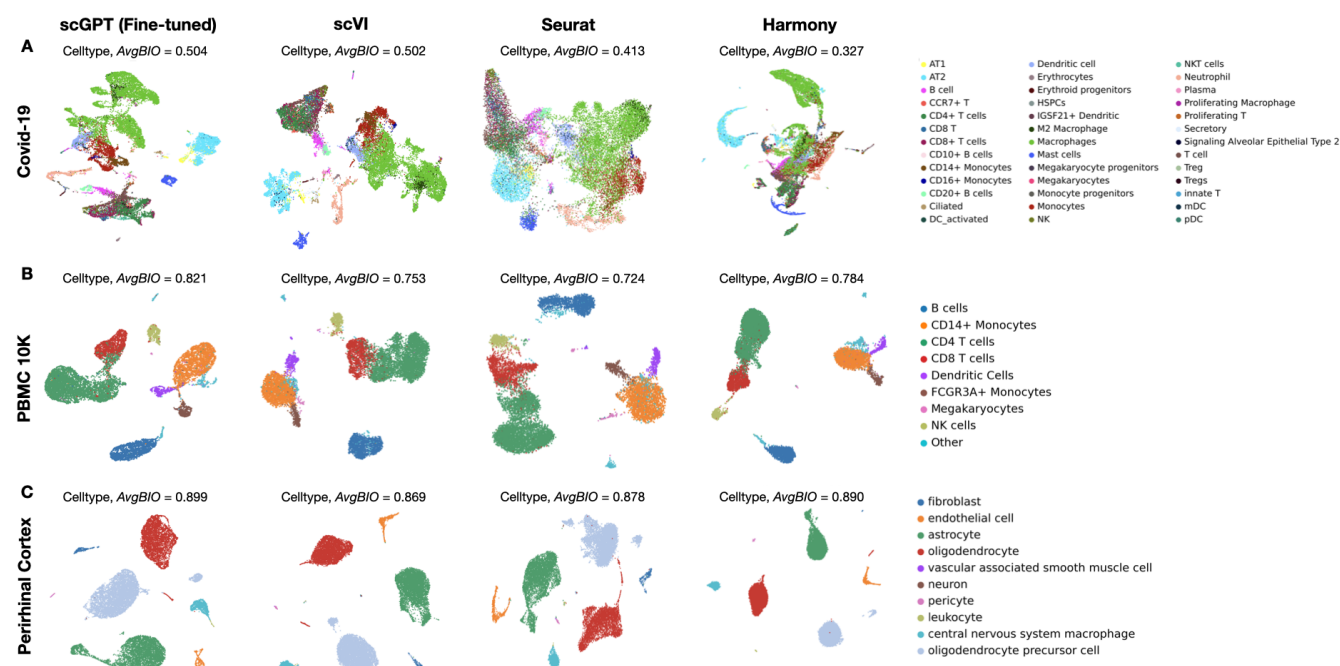 scGPT (Fine-tuned)
scVI
Seurat
Harmony
A
Covid-19
Celltype, AvgBIO = 0.504
Celltype, AvgBIO = 0.502
Celltype, AvgBIO = 0.413
Celltype, AvgBIO = 0.327
AT1
AT2
B cell
CCR7+ T
CD4+ T cells
CD8 T
CD8+ T cells
CD10+ B cells
CD14+ Monocytes
CD16+ Monocytes
CD20+ B cells
Ciliated
DC_activated
Dendritic cell
Erythrocytes
Erythroid progenitors
HSPCs
IGSF21+ Dendritic
M2 Macrophage
Macrophages
Mast cells
Megakaryocyte progenitors
Megakaryocytes
Monocyte progenitors
Monocytes
NK
NKT cells
Neutrophil
Plasma
Proliferating Macrophage
Proliferating T
Secretory
Signaling Alveolar Epithelial Type 2
T cell
Treg
Tregs
innate T
mDC
pDC
B
PBMC 10K
Celltype, AvgBIO = 0.821
Celltype, AvgBIO = 0.753
Celltype, AvgBIO = 0.724
Celltype, AvgBIO = 0.784
B cells
CD14+ Monocytes
CD4 T cells
CD8 T cells
Dendritic Cells
FCGR3A+ Monocytes
Megakaryocytes
NK cells
Other
C
Perirhinal Cortex
Celltype, AvgBIO = 0.899
Celltype, AvgBIO = 0.869
Celltype, AvgBIO = 0.878
Celltype, AvgBIO = 0.890
fibroblast
endothelial cell
astrocyte
oligodendrocyte
vascular associated smooth muscle cell
neuron
pericyte
leukocyte
central nervous system macrophage
oligodendrocyte precursor cell